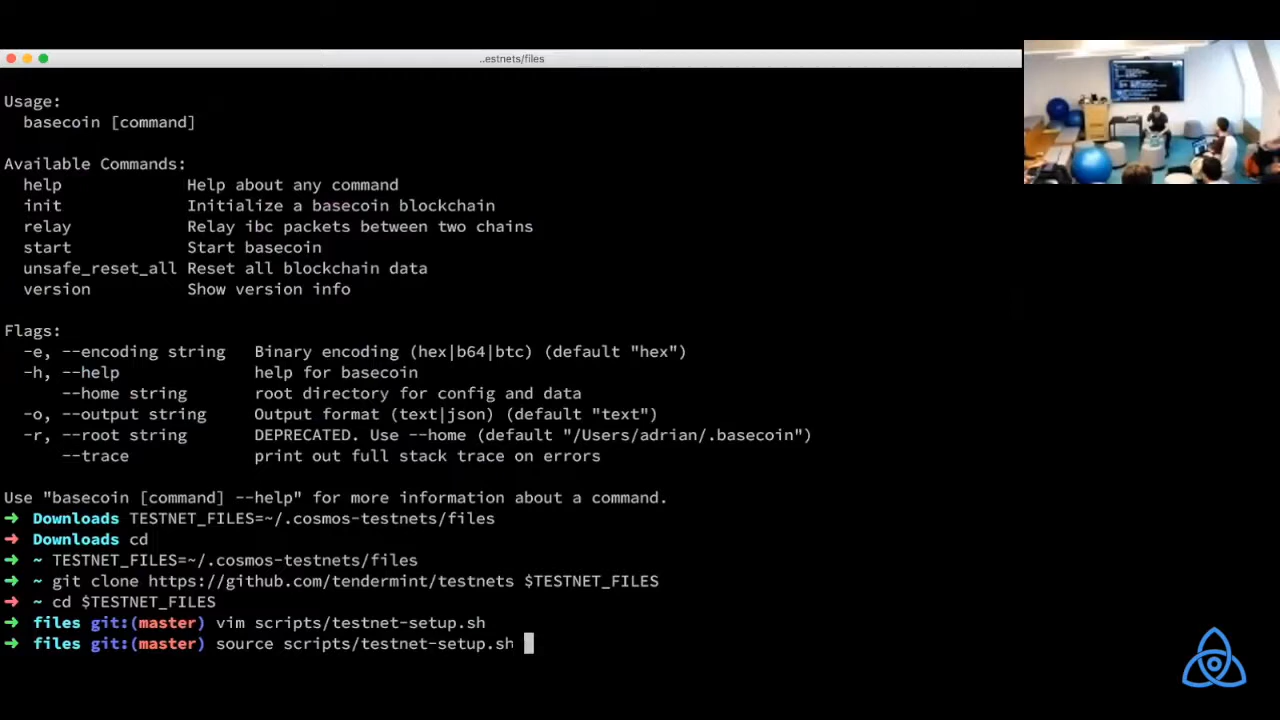 ..estnets/files
Usage:
basecoin [command]
Available Commands:
help Help about any command
init Initialize a basecoin blockchain
relay Relay ibc packets between two chains
start Start basecoin
unsafe_reset_all Reset all blockchain data
version Show version info
Flags:
-e, --encoding string Binary encoding (hex|b64|btc) (default "hex")
-h, --help help for basecoin
--home string root directory for config and data
-o, --output string Output format (text|json) (default "text")
-r, --root string DEPRECATED. Use --home (default "/Users/adrian/.basecoin")
--trace print out full stack trace on errors
Use "basecoin [command] --help" for more information about a command.
➜ Downloads TESTNET_FILES=~/.cosmos-testnets/files
➜ Downloads cd
➜ ~ TESTNET_FILES=~/.cosmos-testnets/files
➜ ~ git clone https://github.com/tendermint/testnets $TESTNET_FILES
➜ ~ cd $TESTNET_FILES
➜ files git:(master) vim scripts/testnet-setup.sh
➜ files git:(master) source scripts/testnet-setup.sh